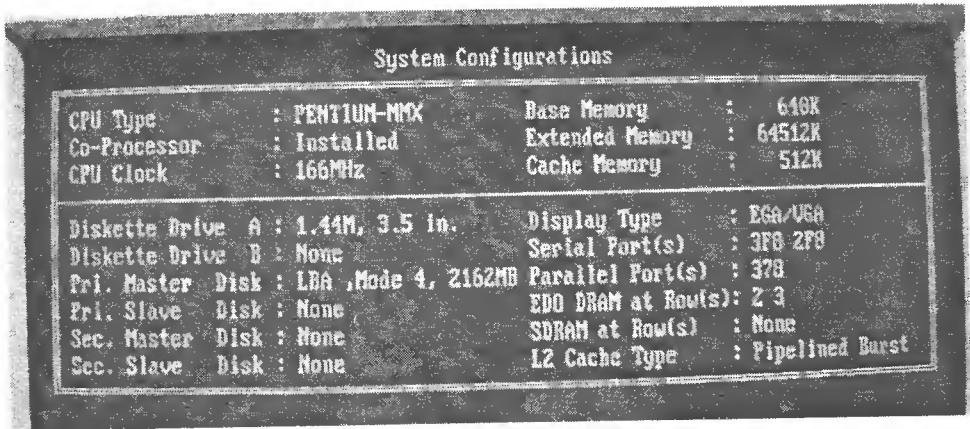 System Configurations
CPU Type : PENTIUM-MMX Base Memory : 640K
Co-Processor : Installed Extended Memory : 64512K
CPU Clock : 166MHz Cache Memory : 512K
Diskette Drive A : 1.44M, 3.5 in. Display Type : EGA/VGA
Diskette Drive B : None Serial Port(s) : 3F8 2F8
Pri. Master Disk : LBA ,Mode 4, 2162MB Parallel Port(s) : 378
Pri. Slave Disk : None EDO DRAM at Row(s): 2 3
Sec. Master Disk : None SDRAM at Row(s) : None
Sec. Slave Disk : None L2 Cache Type : Pipelined Burst